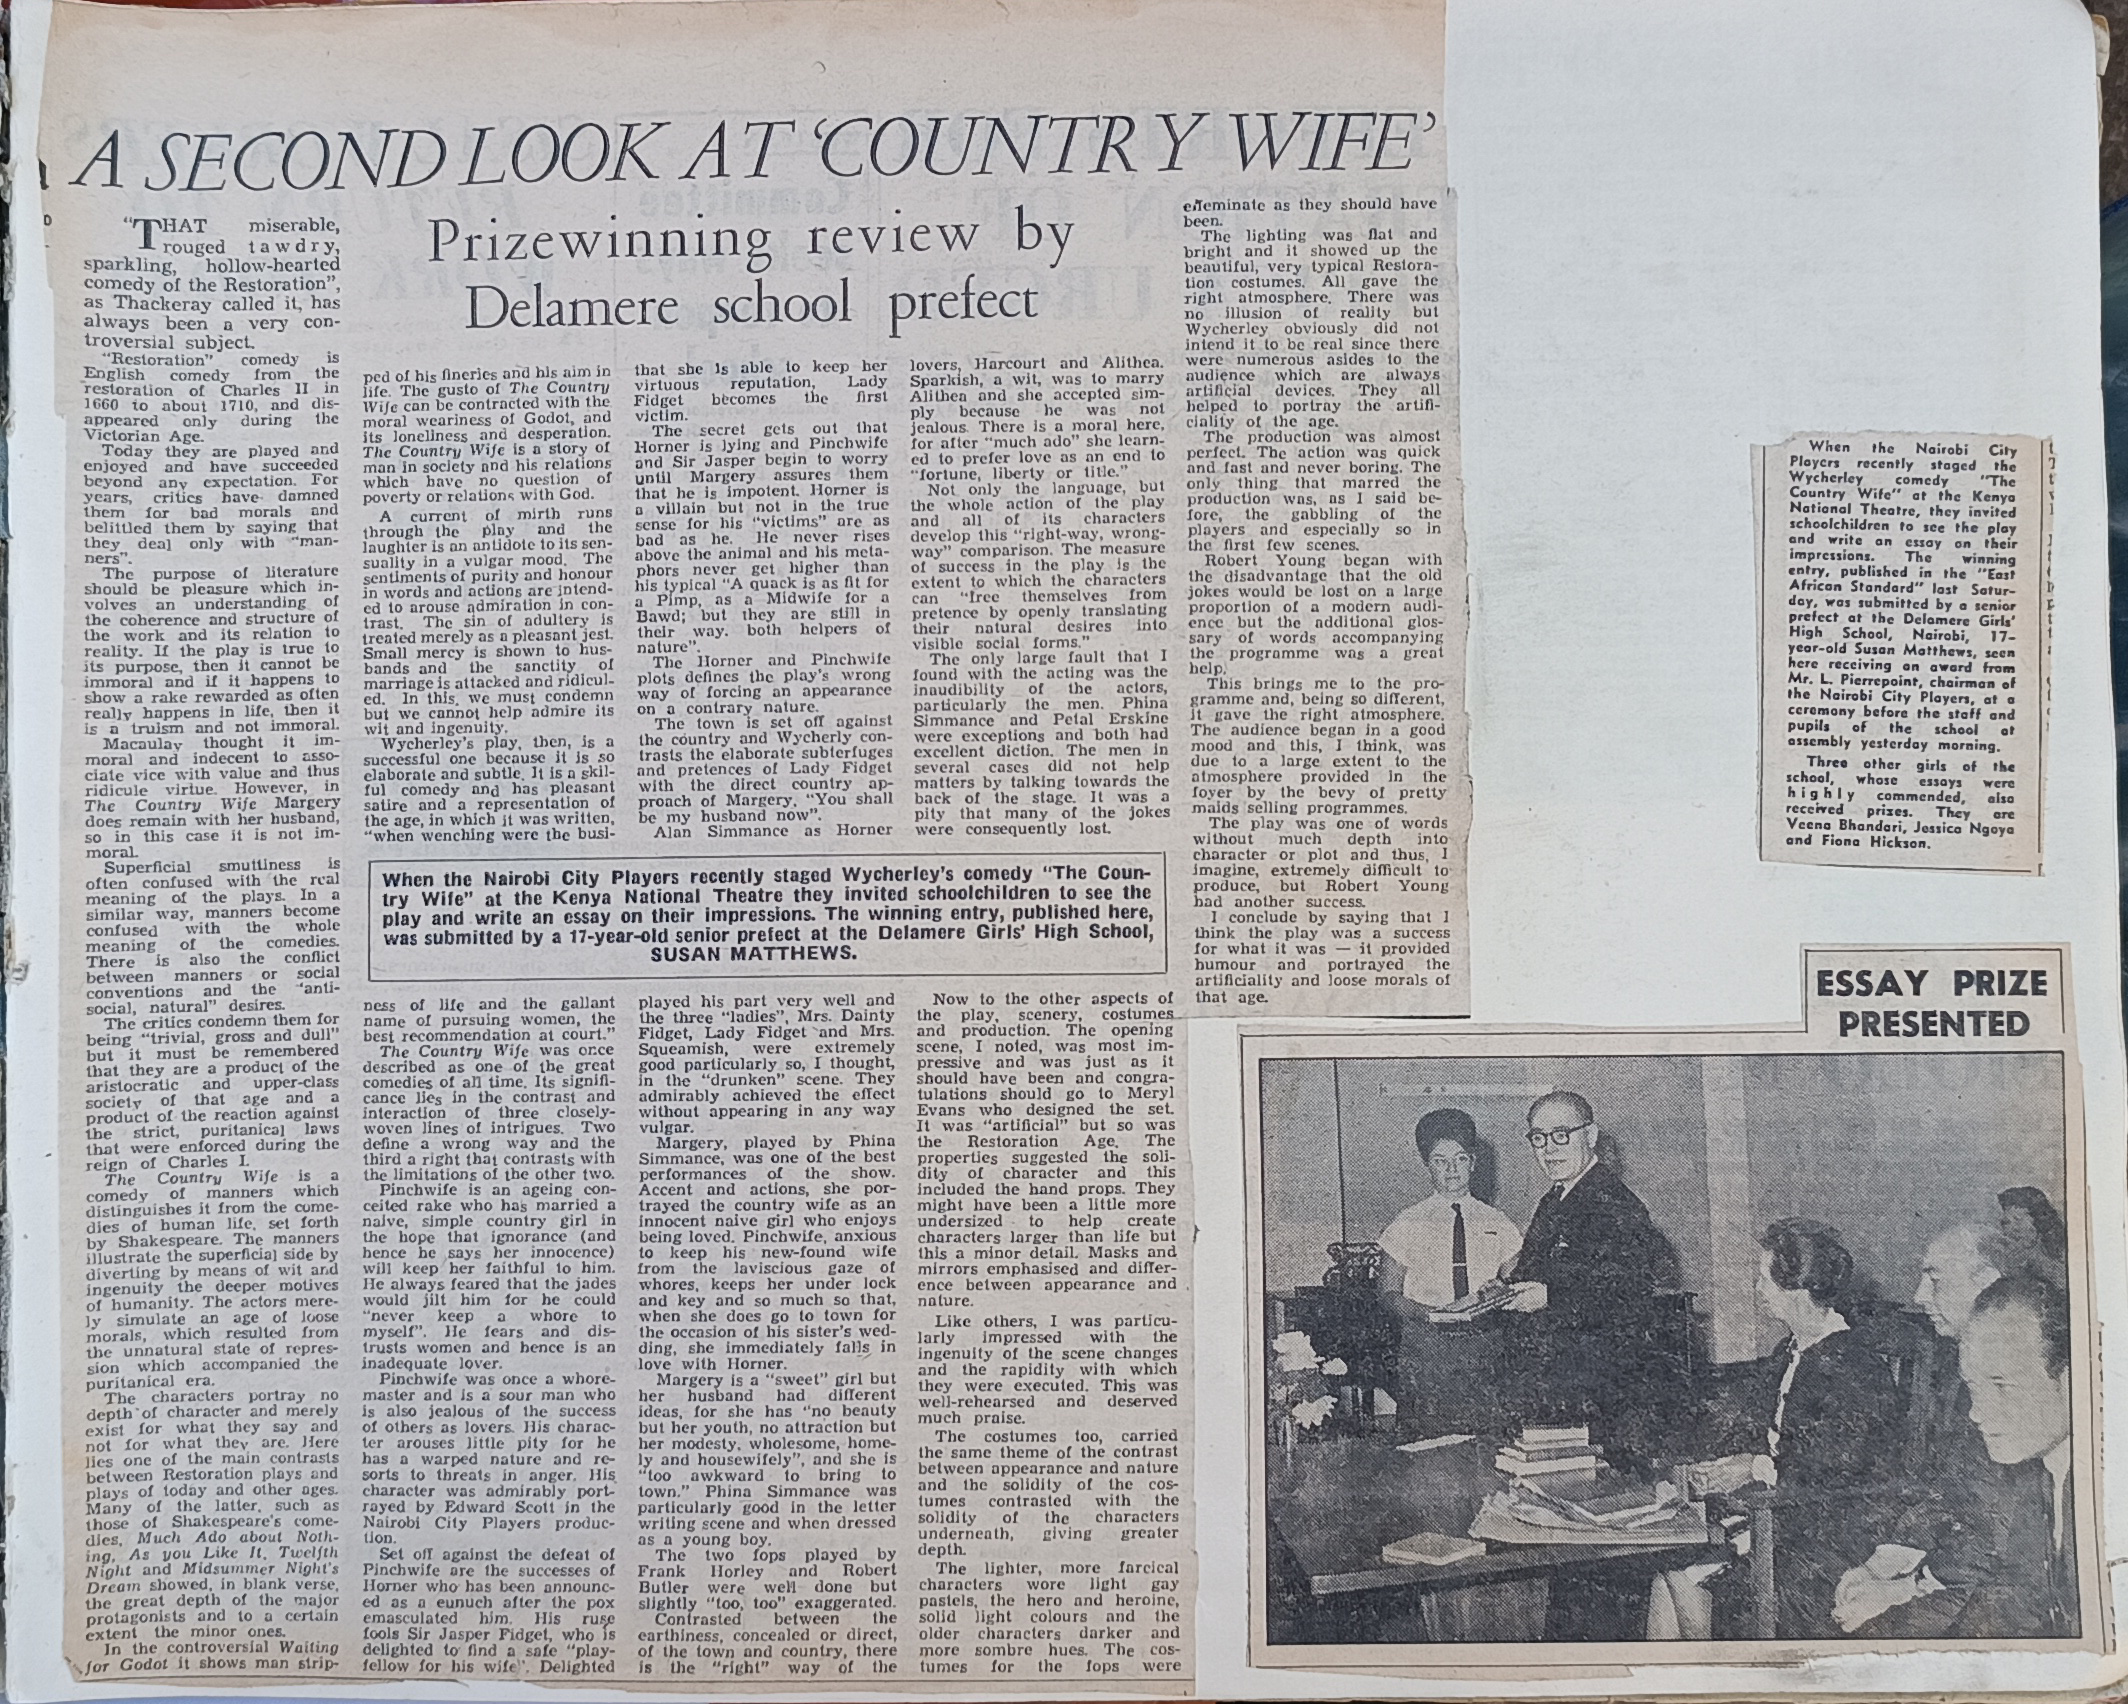 A SECOND LOOK AT ‘COUNTRY WIFE’
Prizewinning review by
Delamere school prefect
“THAT miserable,
rouged tawdry,
sparkling, hollow-hearted
comedy of the Restoration”,
as Thackeray called it, has
always been a very con-
troversial subject.
“Restoration” comedy is
English comedy from the
restoration of Charles II in
1660 to about 1710, and dis-
appeared only during the
Victorian Age.
Today they are played and
enjoyed and have succeeded
beyond any expectation. For
years, critics have damned
them for bad morals and
belittled them by saying that
they deal only with “man-
ners”.
The purpose of literature
should be pleasure which in-
volves an understanding of
the coherence and structure of
the work and its relation to
reality. If the play is true to
its purpose, then it cannot be
immoral and if it happens to
show a rake rewarded as often
really happens in life, then it
is a truism and not immoral.
Macaulay thought it im-
moral and indecent to asso-
ciate vice with value and thus
ridicule virtue. However, in
The Country Wife Margery
does remain with her husband,
so in this case it is not im-
moral.
Superficial smuttiness is
often confused with the real
meaning of the plays. In a
similar way, manners become
confused with the whole
meaning of the comedies.
There is also the conflict
between manners or social
conventions and the “anti-
social, natural” desires.
The critics condemn them for
being “trivial, gross and dull”
but it must be remembered
that they are a product of the
aristocratic and upper-class
society of that age and a
product of the reaction against
the strict, puritanical laws
that were enforced during the
reign of Charles I.
The Country Wife is a
comedy of manners which
distinguishes it from the come-
dies of human life, set forth
by Shakespeare. The manners
illustrate the superficial side by
diverting by means of wit and
ingenuity the deeper motives
of humanity. The actors mere-
ly simulate an age of loose
morals, which resulted from
the unnatural state of repres-
sion which accompanied the
puritanical era.
The characters portray no
depth of character and merely
exist for what they say and
not for what they are. Here
lies one of the main contrasts
between Restoration plays and
plays of today and other ages.
Many of the latter, such as
those of Shakespeare's come-
dies, Much Ado about Noth-
ing, As you Like It, Twelfth
Night and Midsummer Night's
Dream showed, in blank verse,
the great depth of the major
protagonists and to a certain
extent the minor ones.
In the controversial Waiting
for Godot it shows man strip-
ped of his fineries and his aim in
life. The gusto of The Country
Wife can be contracted with the
moral weariness of Godot, and
its loneliness and desperation.
The Country Wife is a story of
man in society and his relations
which have no question of
poverty or relations with God.
A current of mirth runs
through the play and the
laughter is an antidote to its sen-
suality in a vulgar mood. The
sentiments of purity and honour
in words and actions are intend-
ed to arouse admiration in con-
trast. The sin of adultery is
treated merely as a pleasant jest.
Small mercy is shown to hus-
bands and the sanctity of
marriage is attacked and ridicul-
ed. In this, we must condemn
but we cannot help admire its
wit and ingenuity.
Wycherley's play, then, is a
successful one because it is so
elaborate and subtle. It is a skil-
ful comedy and has pleasant
satire and a representation of
the age, in which it was written,
“when wenching were the busi-
ness of life and the gallant
name of pursuing women, the
best recommendation at court.”
The Country Wife was once
described as one of the great
comedies of all time. Its signifi-
cance lies in the contrast and
interaction of three closely-
woven lines of intrigues. Two
define a wrong way and the
third a right that contrasts with
the limitations of the other two.
Pinchwife is an ageing con-
ceited rake who has married a
naive, simple country girl in
the hope that ignorance (and
hence he says her innocence)
will keep her faithful to him.
He always feared that the jades
would jilt him for he could
“never keep a whore to
myself”. He fears and dis-
trusts women and hence is an
inadequate lover.
Pinchwife was once a whore-
master and is a sour man who
is also jealous of the success
of others as lovers. His charac-
ter arouses little pity for he
has a warped nature and re-
sorts to threats in anger. His
character was admirably port-
rayed by Edward Scott in the
Nairobi City Players produc-
tion.
Set off against the defeat of
Pinchwife are the successes of
Horner who has been announc-
ed as a eunuch after the pox
emasculated him. His ruse
fools Sir Jasper Fidget, who is
delighted to find a safe “play-
fellow for his wife”. Delighted
that she is able to keep her
virtuous reputation, Lady
Fidget becomes the first
victim.
The secret gets out that
Horner is lying and Pinchwife
and Sir Jasper begin to worry
until Margery assures them
that he is impotent. Horner is
a villain but not in the true
sense for his “victims” are as
bad as he. He never rises
above the animal and his meta-
phors never get higher than
his typical “A quack is as fit for
a Pimp, as a Midwife for a
Bawd; but they are still in
their way. both helpers of
nature”.
The Horner and Pinchwife
plots defines the play's wrong
way of forcing an appearance
on a contrary nature.
The town is set off against
the country and Wycherly con-
trasts the elaborate subterfuges
and pretences of Lady Fidget
with the direct country ap-
proach of Margery, “You shall
be my husband now”.
Alan Simmance as Horner
played his part very well and
the three “ladies”, Mrs. Dainty
Fidget, Lady Fidget and Mrs.
Squeamish, were extremely
good particularly so, I thought,
in the “drunken” scene. They
admirably achieved the effect
without appearing in any way
vulgar.
Margery, played by Phina
Simmance, was one of the best
performances of the show.
Accent and actions, she por-
trayed the country wife as an
innocent naive girl who enjoys
being loved. Pinchwife, anxious
to keep his new-found wife
from the laviscious gaze of
whores, keeps her under lock
and key and so much so that,
when she does go to town for
the occasion of his sister's wed-
ding, she immediately falls in
love with Horner.
Margery is a “sweet” girl but
her husband had different
ideas, for she has “no beauty
but her youth, no attraction but
her modesty, wholesome, home-
ly and housewifely”, and she is
“too awkward to bring to
town.” Phina Simmance was
particularly good in the letter
writing scene and when dressed
as a young boy.
The two fops played by
Frank Horley and Robert
Butler were well done but
slightly “too, too” exaggerated.
Contrasted between the
earthiness, concealed or direct,
of the town and country, there
is the “right” way of the
lovers, Harcourt and Alithea.
Sparkish, a wit, was to marry
Alithea and she accepted sim-
ply because he was not
jealous. There is a moral here,
for after “much ado” she learn-
ed to prefer love as an end to
“fortune, liberty or title.”
Not only the language, but
the whole action of the play
and all of its characters
develop this “right-way, wrong-
way” comparison. The measure
of success in the play is the
extent to which the characters
can “free themselves from
pretence by openly translating
their natural desires into
visible social forms.”
The only large fault that I
found with the acting was the
inaudibility of the actors,
particularly the men. Phina
Simmance and Petal Erskine
were exceptions and both had
excellent diction. The men in
several cases did not help
matters by talking towards the
back of the stage. It was a
pity that many of the jokes
were consequently lost.
Now to the other aspects of
the play, scenery, costumes
and production. The opening
scene, I noted, was most im-
pressive and was just as it
should have been and congra-
tulations should go to Meryl
Evans who designed the set.
It was “artificial” but so was
the Restoration Age. The
properties suggested the soli-
dity of character and this
included the hand props. They
might have been a little more
undersized to help create
characters larger than life but
this a minor detail. Masks and
mirrors emphasised and differ-
ence between appearance and
nature.
Like others, I was particu-
larly impressed with the
ingenuity of the scene changes
and the rapidity with which
they were executed. This was
well-rehearsed and deserved
much praise.
The costumes too, carried
the same theme of the contrast
between appearance and nature
and the solidity of the cos-
tumes contrasted with the
solidity of the characters
underneath, giving greater
depth.
The lighter, more farcical
characters wore light gay
pastels, the hero and heroine,
solid light colours and the
older characters darker and
more sombre hues. The cos-
tumes for the fops were
effeminate as they should have
been.
The lighting was flat and
bright and it showed up the
beautiful, very typical Restora-
tion costumes. All gave the
right atmosphere. There was
no illusion of reality but
Wycherley obviously did not
intend it to be real since there
were numerous asides to the
audience which are always
artificial devices. They all
helped to portray the artifi-
ciality of the age.
The production was almost
perfect. The action was quick
and fast and never boring. The
only thing that marred the
production was, as I said be-
fore, the gabbling of the
players and especially so in
the first few scenes.
Robert Young began with
the disadvantage that the old
jokes would be lost on a large
proportion of a modern audi-
ence but the additional glos-
sary of words accompanying
the programme was a great
help.
This brings me to the pro-
gramme and, being so different,
it gave the right atmosphere.
The audience began in a good
mood and this, I think, was
due to a large extent to the
atmosphere provided in the
foyer by the bevy of pretty
maids selling programmes.
The play was one of words
without much depth into
character or plot and thus, I
imagine, extremely difficult to
produce, but Robert Young
had another success.
I conclude by saying that I
think the play was a success
for what it was — it provided
humour and portrayed the
artificiality and loose morals of
that age.
When the Nairobi City Players recently staged Wycherley's comedy “The Coun-
try Wife” at the Kenya National Theatre they invited schoolchildren to see the
play and write an essay on their impressions. The winning entry, published here,
was submitted by a 17-year-old senior prefect at the Delamere Girls' High School,
SUSAN MATTHEWS.
When the Nairobi City
Players recently staged the
Wycherley comedy “The
Country Wife” at the Kenya
National Theatre, they invited
schoolchildren to see the play
and write an essay on their
impressions. The winning
entry, published in the “East
African Standard” last Satur-
day, was submitted by a senior
prefect at the Delamere Girls'
High School, Nairobi, 17-
year-old Susan Matthews, seen
here receiving an award from
Mr. L. Pierrepoint, chairman of
the Nairobi City Players, at a
ceremony before the staff and
pupils of the school at
assembly yesterday morning.
Three other girls of the
school, whose essays were
highly commended, also
received prizes. They are
Veena Bhandari, Jessica Ngoya
and Fiona Hickson.
ESSAY PRIZE
PRESENTED